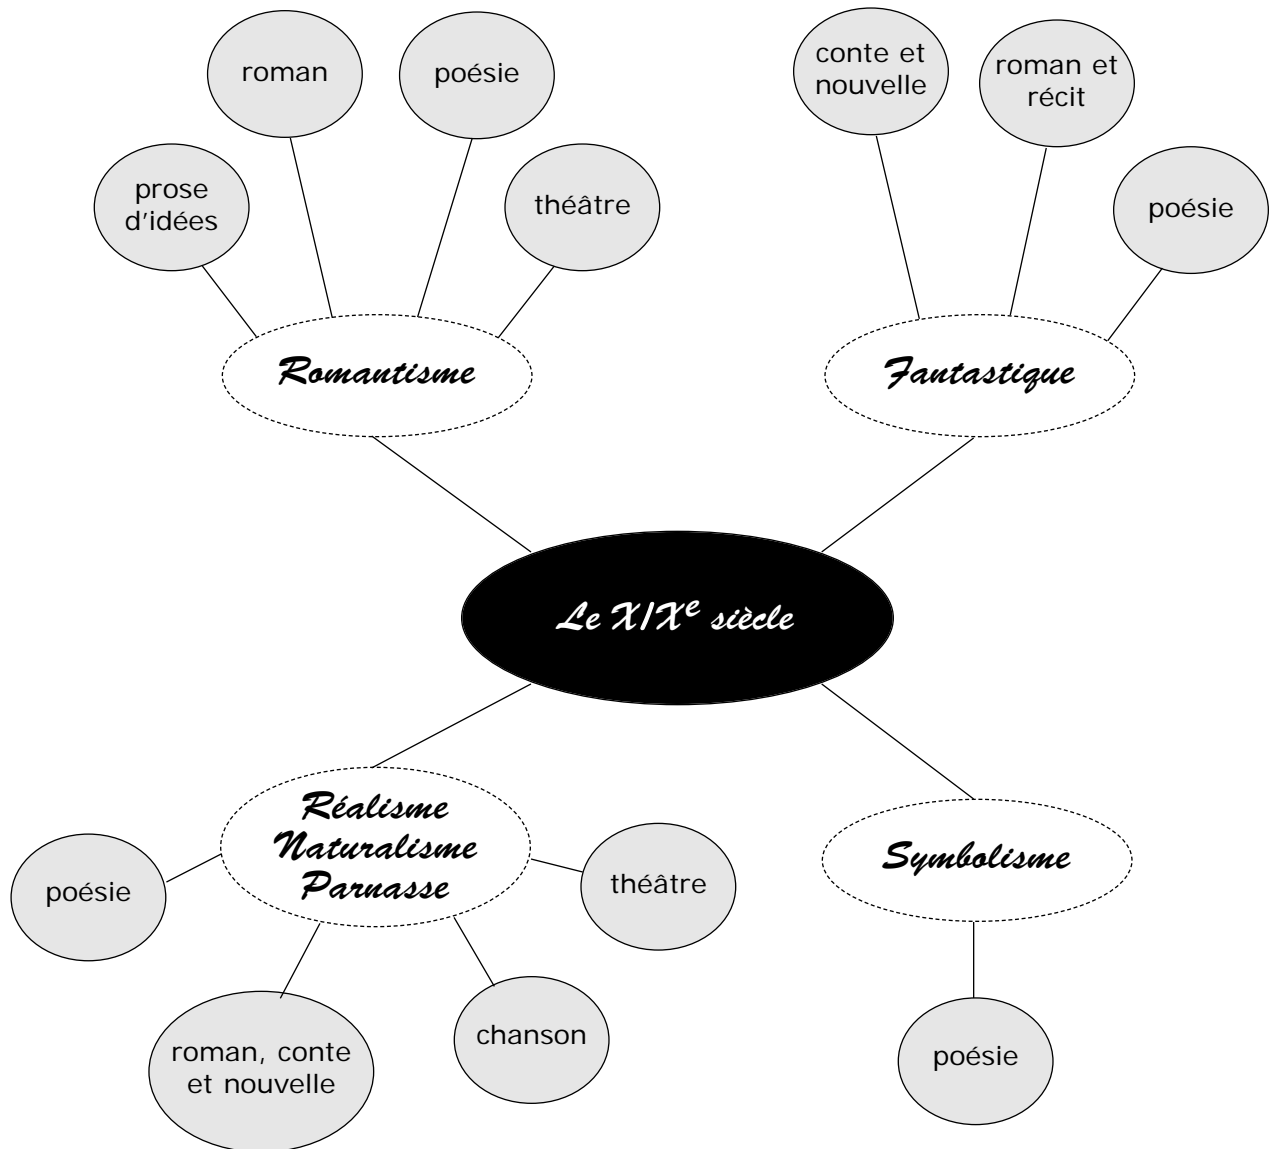 roman
poésie
prose
d'idées
théâtre
Romantisme
conte et
nouvelle
roman et
récit
poésie
Fantastique
Le XIXe siècle
Réalisme
Naturalisme
Parnasse
poésie
théâtre
roman, conte
et nouvelle
chanson
Symbolisme
poésie